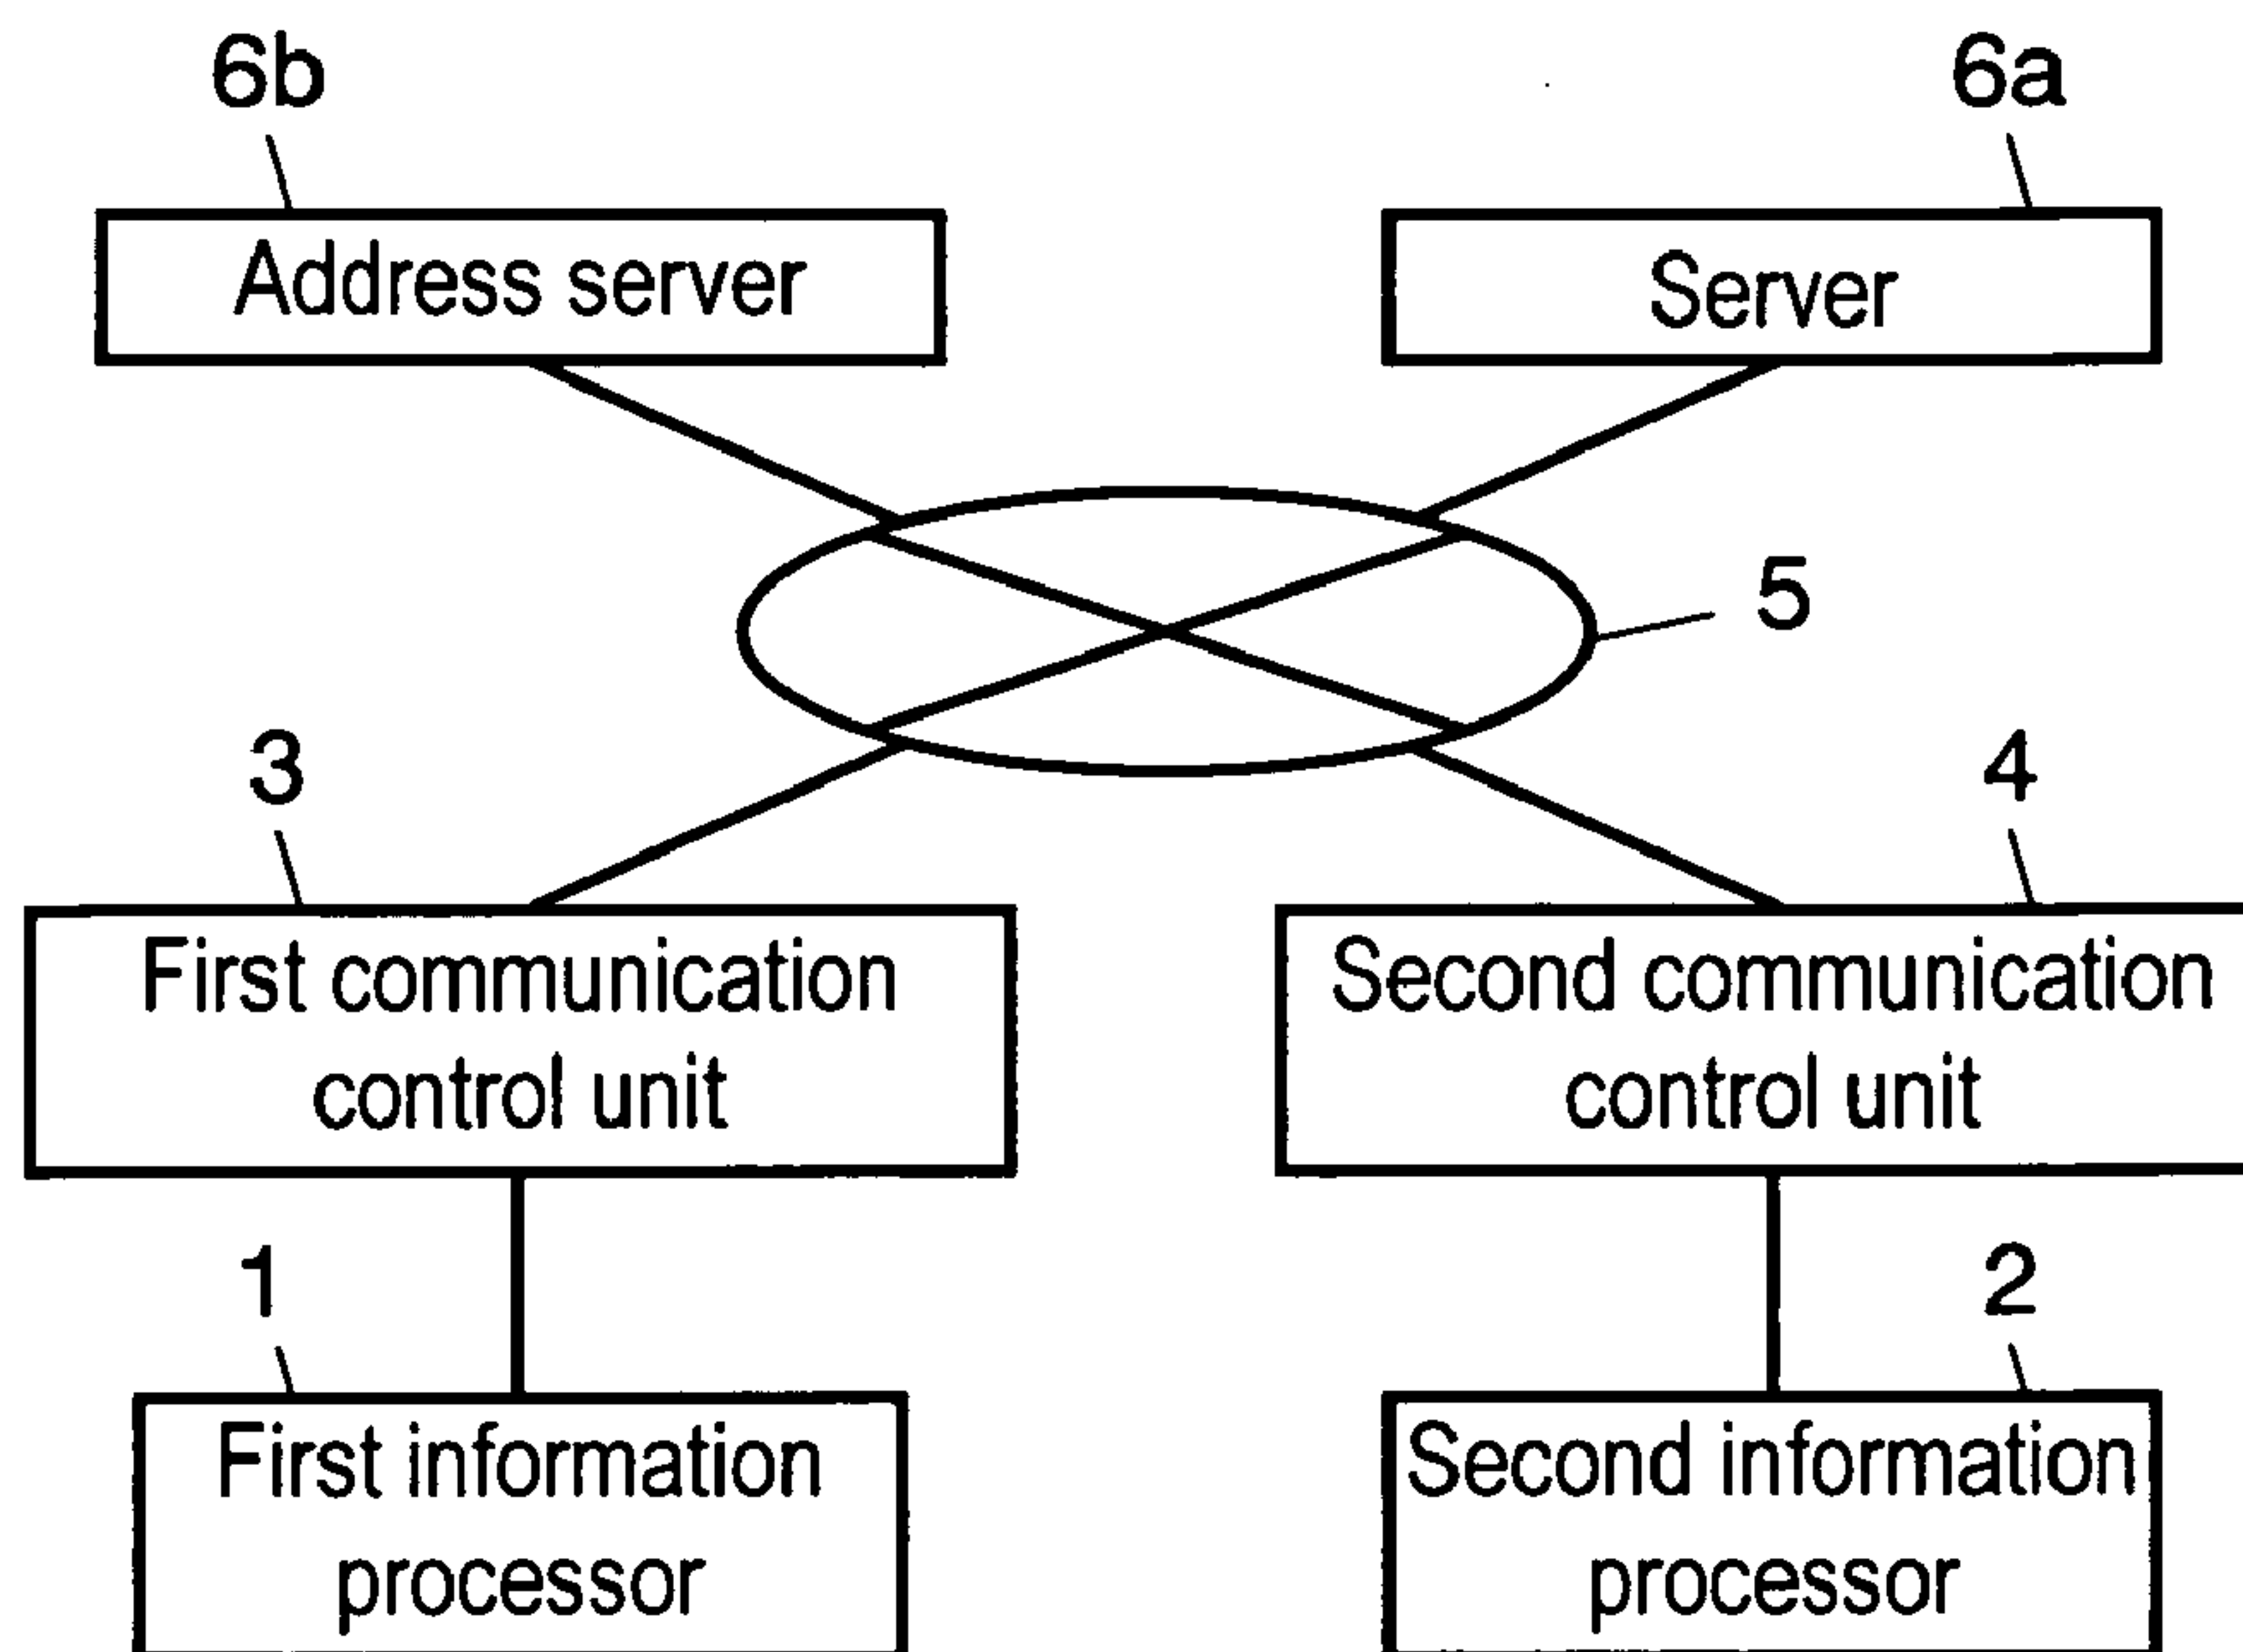 6b
6a
Address server
Server
5
3
4
First communication
control unit
Second communication
control unit
1
2
First information
processor
Second information
processor